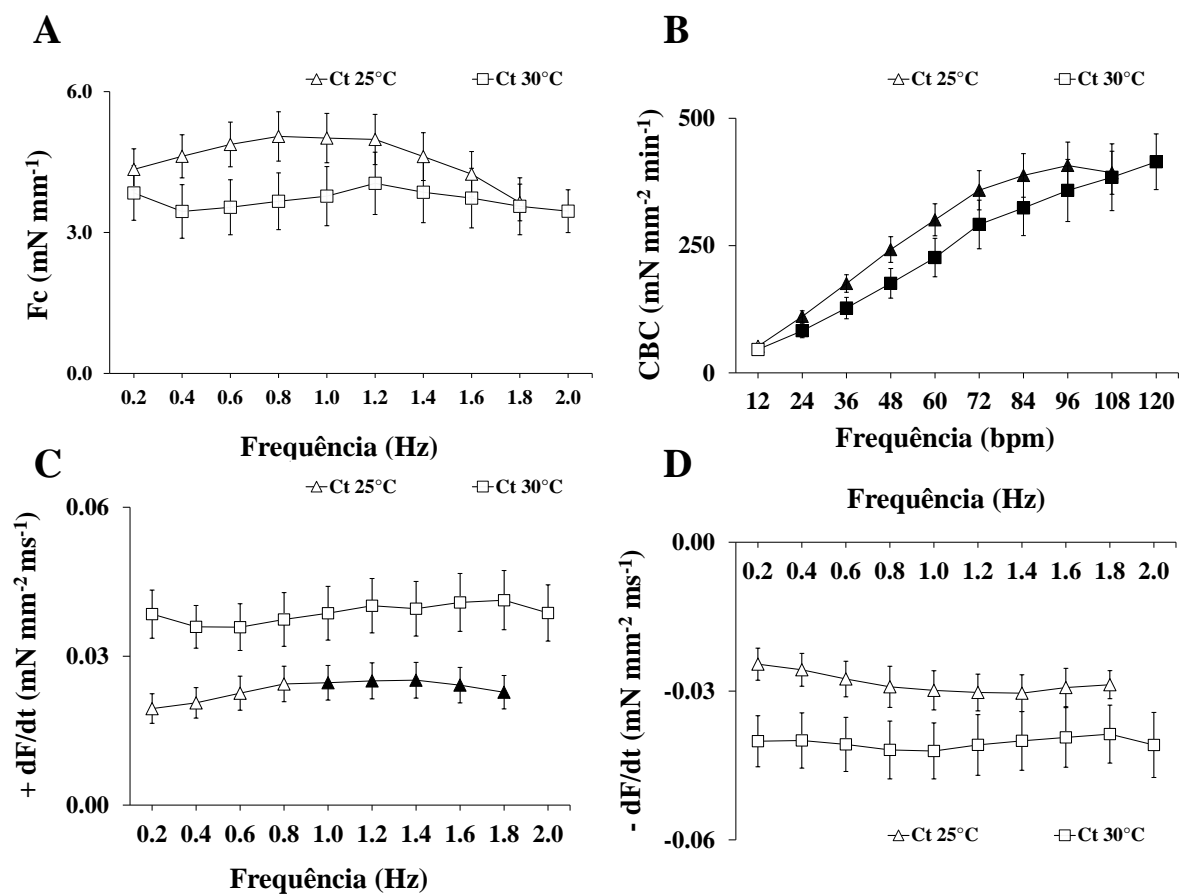 A
Ct 25°C Ct 30°C
6.0
3.0
0.0
Fc (mN mm-1)
0.2 0.4 0.6 0.8 1.0 1.2 1.4 1.6 1.8 2.0
Frequência (Hz)
B
Ct 25°C Ct 30°C
500
250
0
CBC (mN mm-2 min-1)
12 24 36 48 60 72 84 96 108 120
Frequência (bpm)
C
Ct 25°C Ct 30°C
0.06
0.03
0.00
+ dF/dt (mN mm-2 ms-1)
0.2 0.4 0.6 0.8 1.0 1.2 1.4 1.6 1.8 2.0
Frequência (Hz)
D
Frequência (Hz)
0.00
0.2 0.4 0.6 0.8 1.0 1.2 1.4 1.6 1.8 2.0
-0.03
-0.06
- dF/dt (mN mm-2 ms-1)
Ct 25°C Ct 30°C